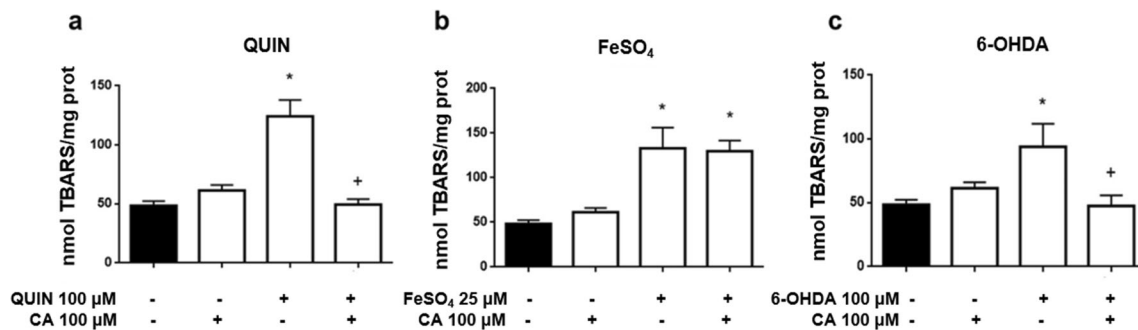 a
QUIN
nmol TBARS/mg prot
150
100
50
0
*
+
QUIN 100 µM - - + +
CA 100 µM - + - +
b
FeSO₄
nmol TBARS/mg prot
200
150
100
50
0
*
*
FeSO₄ 25 µM - - + +
CA 100 µM - + - +
c
6-OHDA
nmol TBARS/mg prot
150
100
50
0
*
+
6-OHDA 100 µM - - + +
CA 100 µM - + - +